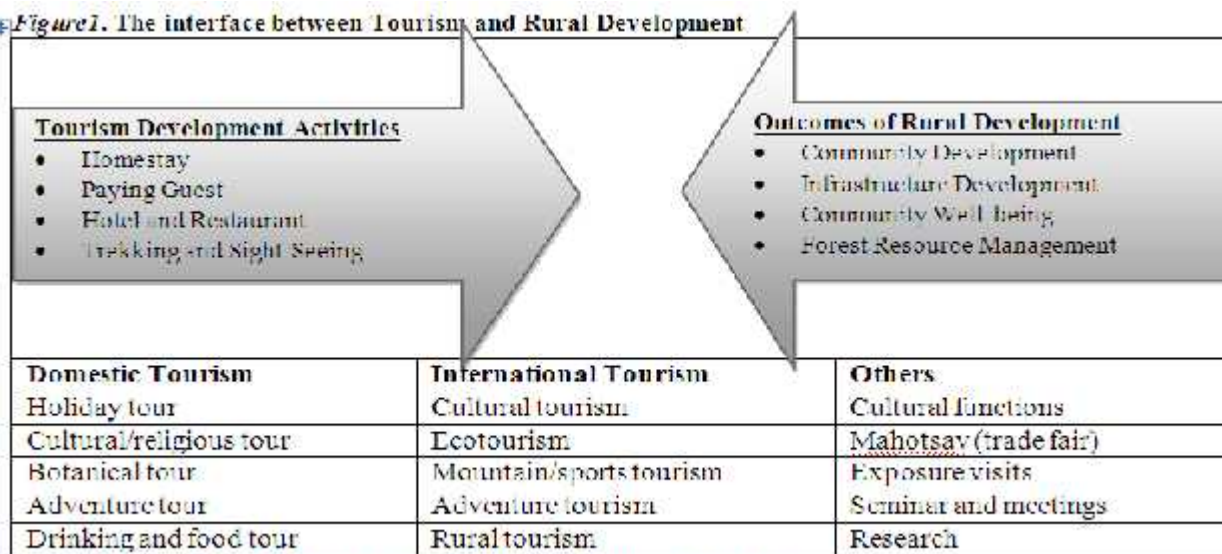 Figure1. The interface between Tourism and Rural Development
Tourism Development Activities
• Homestay
• Paying Guest
• Hotel and Restaurant
• Trekking and Sight Seeing
Outcomes of Rural Development
• Community Development
• Infrastructure Development
• Community Well-being
• Forest Resource Management
Domestic Tourism International Tourism Others
Holiday tour Cultural tourism Cultural functions
Cultural/religious tour Ecotourism Mahotsav (trade fair)
Botanical tour Mountain/sports tourism Exposure visits
Adventure tour Adventure tourism Seminar and meetings
Drinking and food tour Rural tourism Research